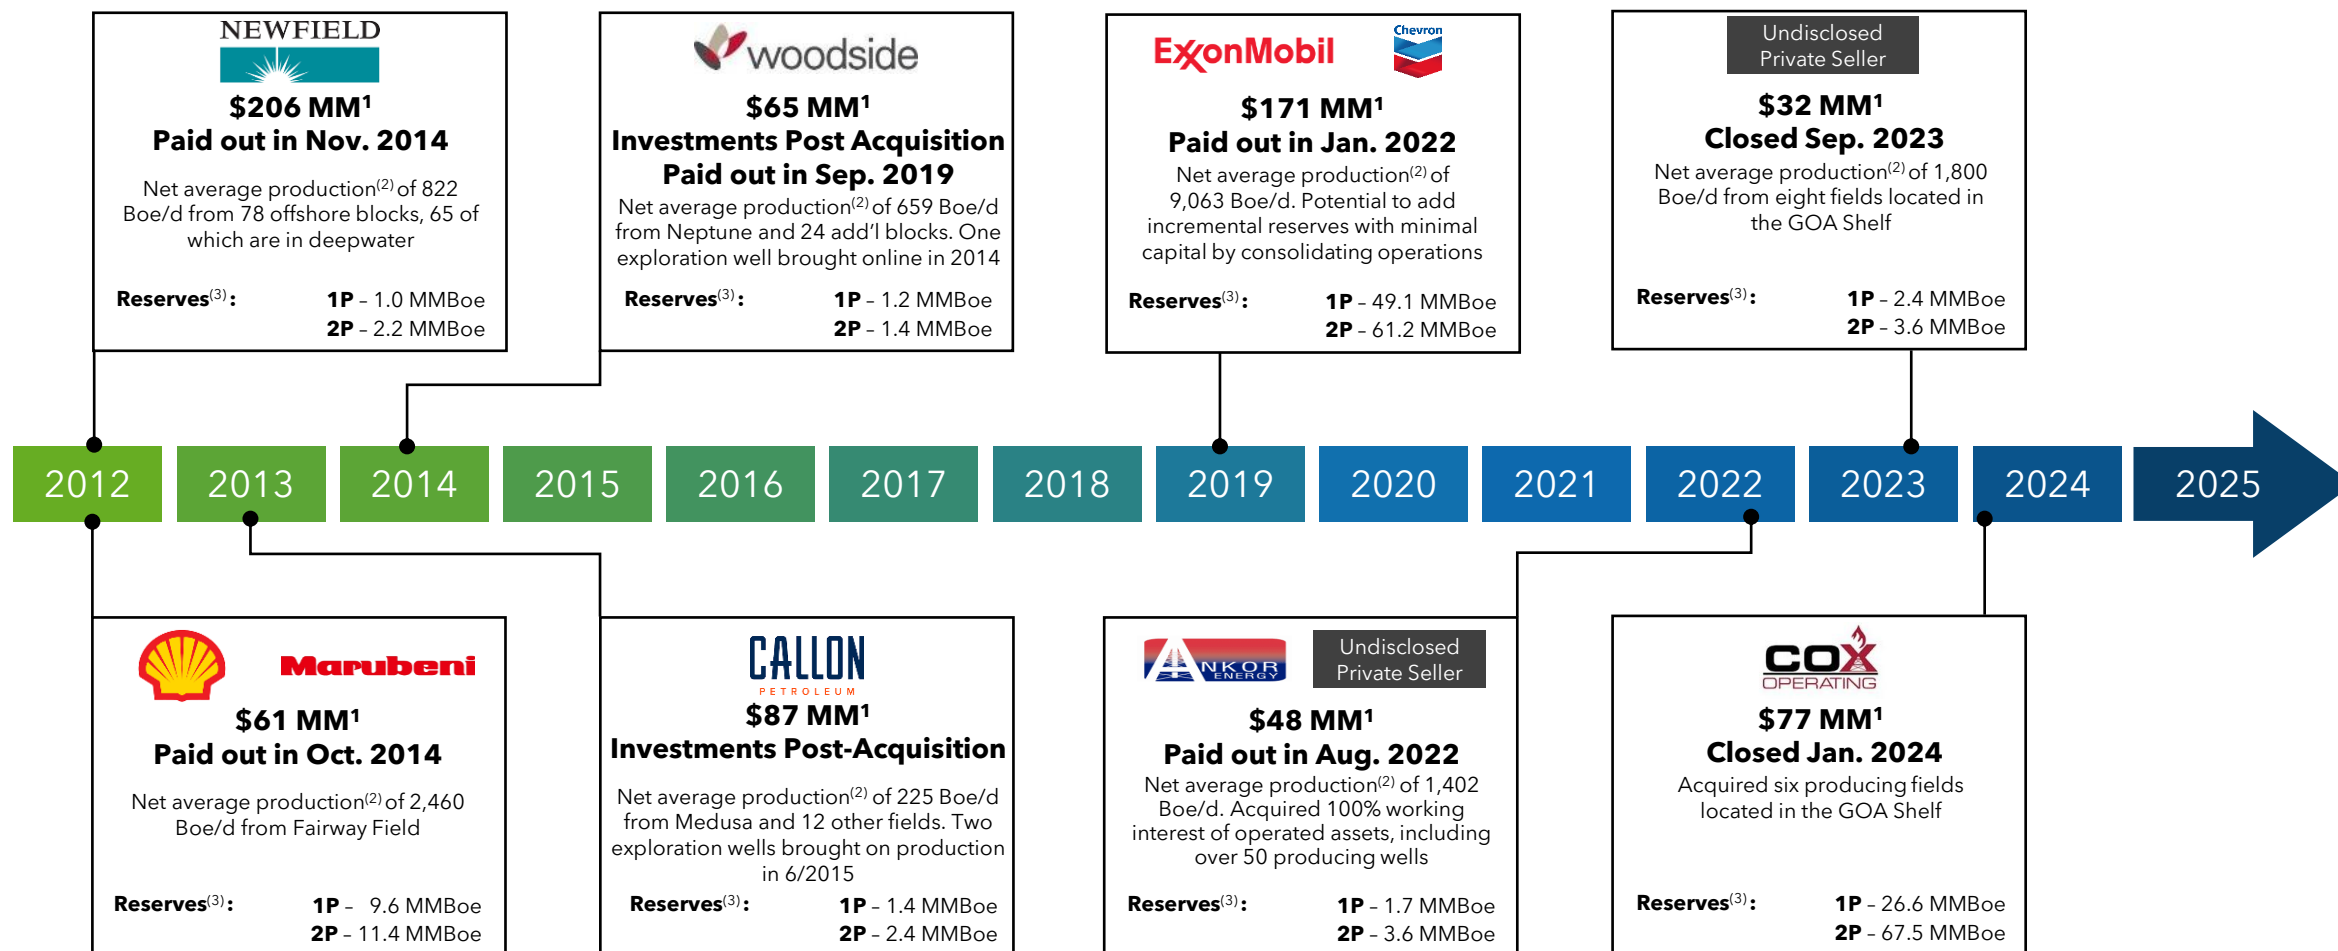 NEWFIELD
$206 MM¹
Paid out in Nov. 2014
Net average production⁽²⁾ of 822
Boe/d from 78 offshore blocks, 65 of
which are in deepwater
Reserves⁽³⁾: 1P – 1.0 MMBoe
2P – 2.2 MMBoe
woodside
$65 MM¹
Investments Post Acquisition
Paid out in Sep. 2019
Net average production⁽²⁾ of 659 Boe/d
from Neptune and 24 add'l blocks. One
exploration well brought online in 2014
Reserves⁽³⁾: 1P – 1.2 MMBoe
2P – 1.4 MMBoe
ExxonMobil
Chevron
$171 MM¹
Paid out in Jan. 2022
Net average production⁽²⁾ of
9,063 Boe/d. Potential to add
incremental reserves with minimal
capital by consolidating operations
Reserves⁽³⁾: 1P – 49.1 MMBoe
2P – 61.2 MMBoe
Undisclosed
Private Seller
$32 MM¹
Closed Sep. 2023
Net average production⁽²⁾ of 1,800
Boe/d from eight fields located in
the GOA Shelf
Reserves⁽³⁾: 1P – 2.4 MMBoe
2P – 3.6 MMBoe
2012 2013 2014 2015 2016 2017 2018 2019 2020 2021 2022 2023 2024 2025
Marubeni
$61 MM¹
Paid out in Oct. 2014
Net average production⁽²⁾ of 2,460
Boe/d from Fairway Field
Reserves⁽³⁾: 1P – 9.6 MMBoe
2P – 11.4 MMBoe
CALLON
PETROLEUM
$87 MM¹
Investments Post-Acquisition
Net average production⁽²⁾ of 225 Boe/d
from Medusa and 12 other fields. Two
exploration wells brought on production
in 6/2015
Reserves⁽³⁾: 1P – 1.4 MMBoe
2P – 2.4 MMBoe
ANKOR
ENERGY
Undisclosed
Private Seller
$48 MM¹
Paid out in Aug. 2022
Net average production⁽²⁾ of 1,402
Boe/d. Acquired 100% working
interest of operated assets, including
over 50 producing wells
Reserves⁽³⁾: 1P – 1.7 MMBoe
2P – 3.6 MMBoe
COX
OPERATING
$77 MM¹
Closed Jan. 2024
Acquired six producing fields
located in the GOA Shelf
Reserves⁽³⁾: 1P – 26.6 MMBoe
2P – 67.5 MMBoe